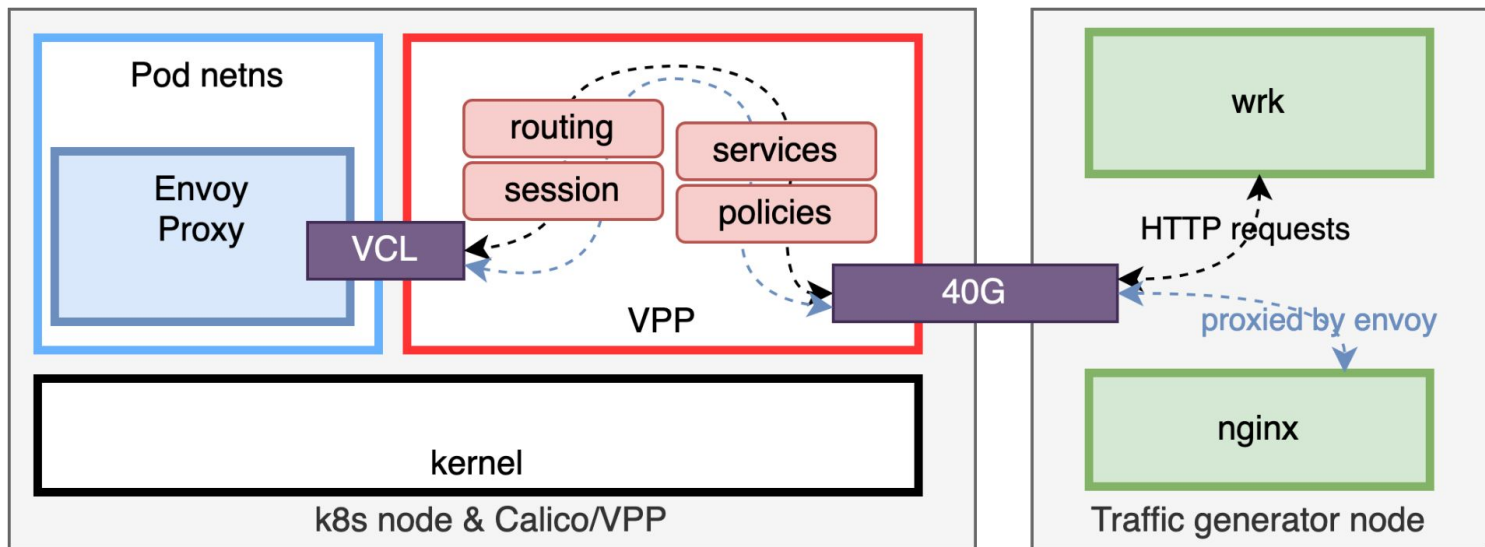 Pod netns
Envoy
Proxy
VCL
routing
session
services
policies
VPP
40G
kernel
k8s node & Calico/VPP
wrk
HTTP requests
proxied by envoy
nginx
Traffic generator node